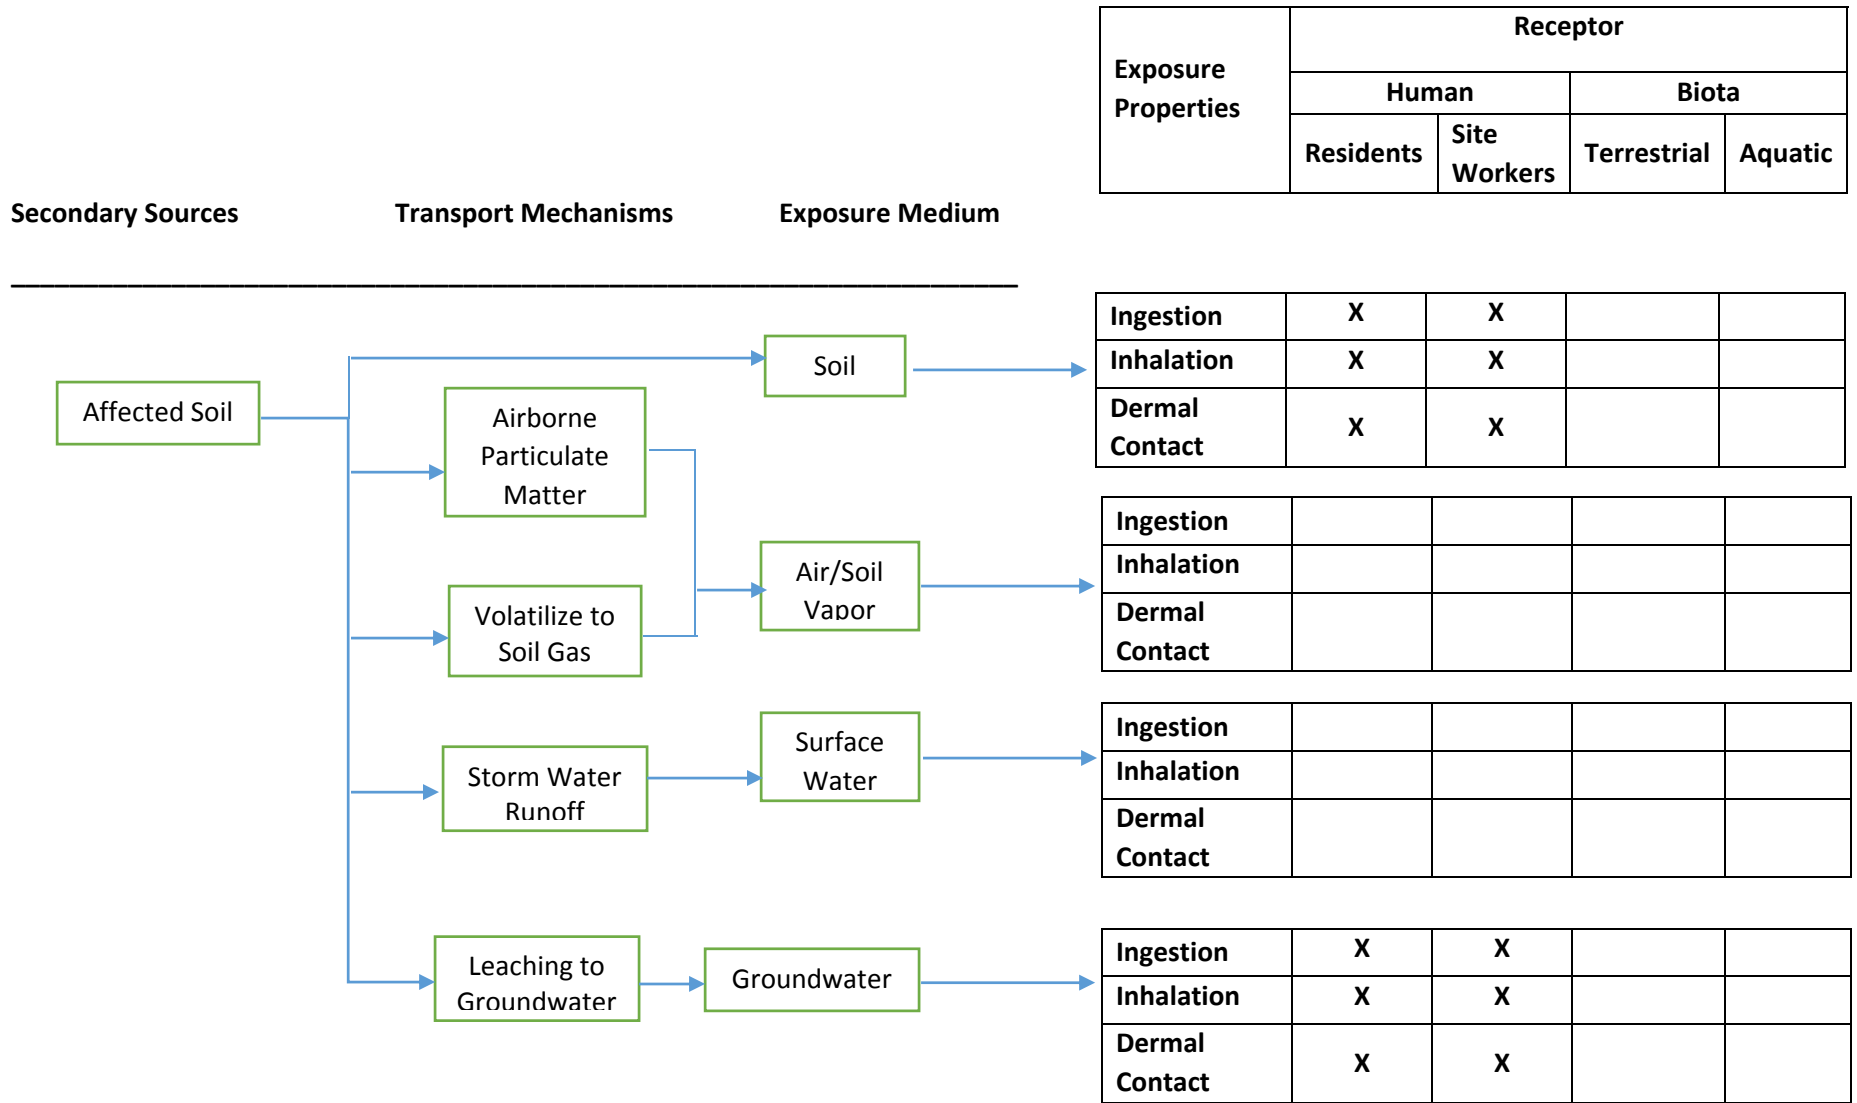 Receptor
Exposure
Properties
Human
Biota
Residents
Site
Workers
Terrestrial
Aquatic
Secondary Sources
Transport Mechanisms
Exposure Medium
Affected Soil
Airborne
Particulate
Matter
Volatilize to
Soil Gas
Storm Water
Runoff
Leaching to
Groundwater
Soil
Air/Soil
Vapor
Surface
Water
Groundwater
Ingestion X X
Inhalation X X
Dermal
Contact X X
Ingestion
Inhalation
Dermal
Contact
Ingestion
Inhalation
Dermal
Contact
Ingestion X X
Inhalation X X
Dermal
Contact X X